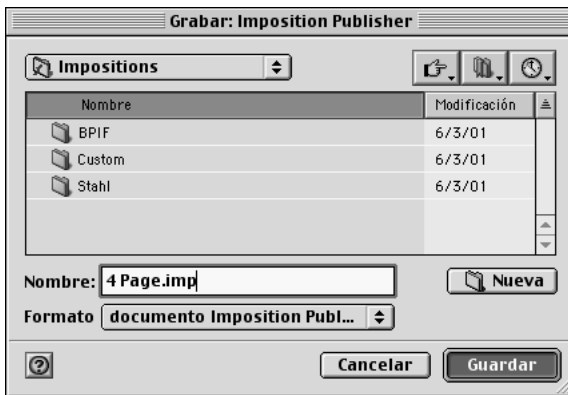 Grabar: Imposition Publisher
Impositions
Nombre Modificación
BPIF 6/3/01
Custom 6/3/01
Stahl 6/3/01
Nombre: 4 Page.imp
Nueva
Formato documento Imposition Publ...
? Cancelar Guardar